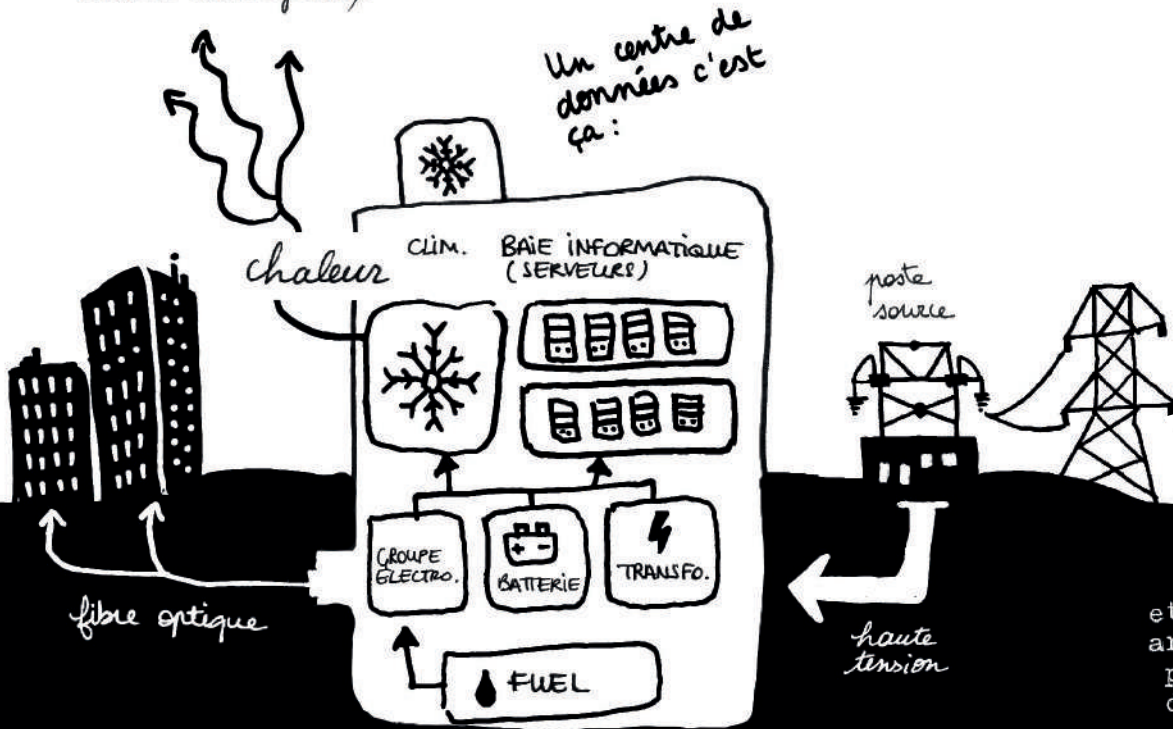 Un centre de
données c'est
ça :
chaleur
CLIM.
BAIE INFORMATIQUE
(SERVEURS)
poste
source
GROUPE
ELECTRO.
BATTERIE
TRANSFO.
fibre optique
haute
tension
FUEL
et